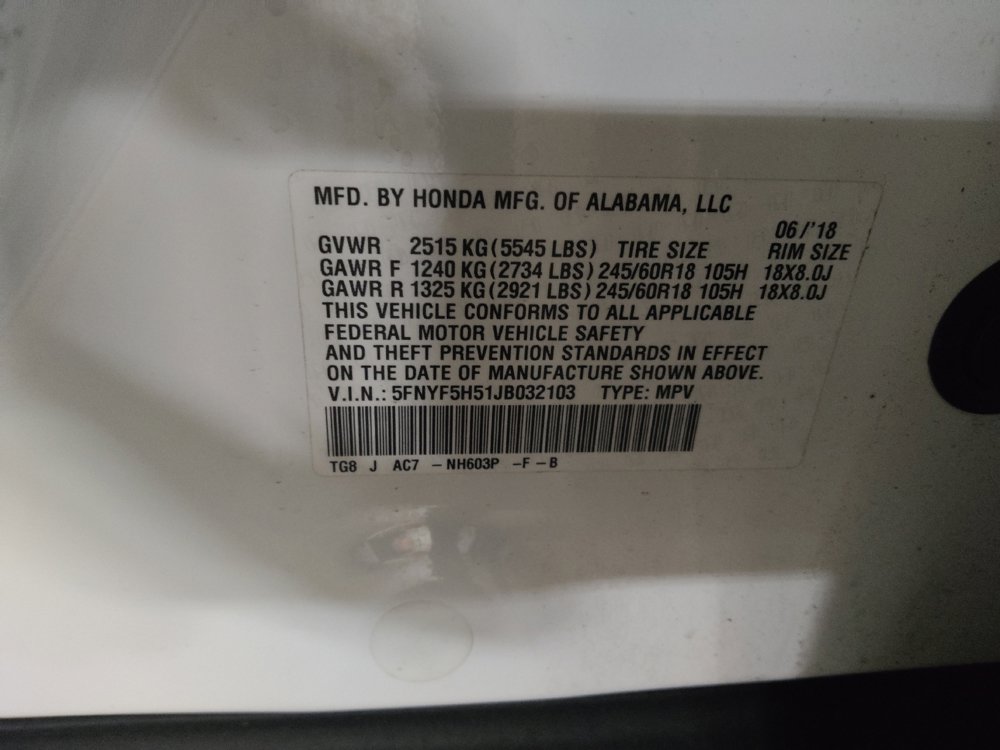 MFD. BY HONDA MFG. OF ALABAMA, LLC
06/'18
GVWR 2515 KG (5545 LBS) TIRE SIZE RIM SIZE
GAWR F 1240 KG (2734 LBS) 245/60R18 105H 18X8.0J
GAWR R 1325 KG (2921 LBS) 245/60R18 105H 18X8.0J
THIS VEHICLE CONFORMS TO ALL APPLICABLE
FEDERAL MOTOR VEHICLE SAFETY
AND THEFT PREVENTION STANDARDS IN EFFECT
ON THE DATE OF MANUFACTURE SHOWN ABOVE.
V.I.N.: 5FNYF5H51JB032103 TYPE: MPV
TG8 J AC7 – NH603P –F – B